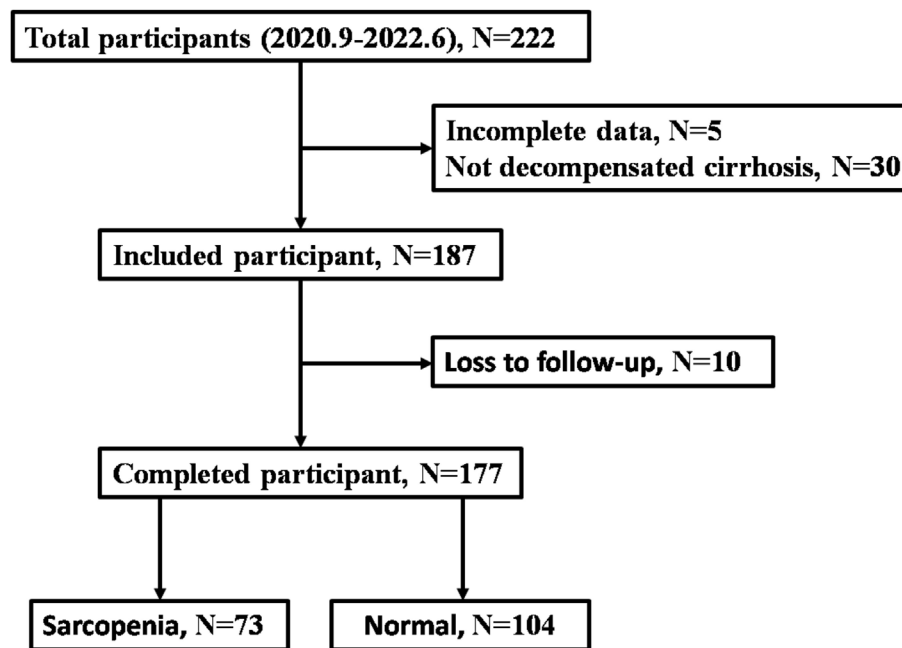 Total participants (2020.9-2022.6), N=222
Incomplete data, N=5
Not decompensated cirrhosis, N=30
Included participant, N=187
Loss to follow-up, N=10
Completed participant, N=177
Sarcopenia, N=73
Normal, N=104